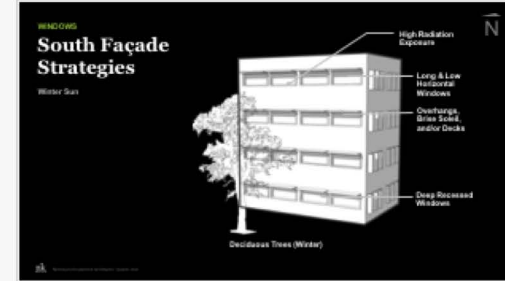 WINDOWS
South Façade
Strategies
Winter Sun
N
High Radiation
Exposure
Long & Low
Horizontal
Windows
Overhangs,
Brise Soleil,
and/or Decks
Deep Recessed
Windows
Deciduous Trees (Winter)